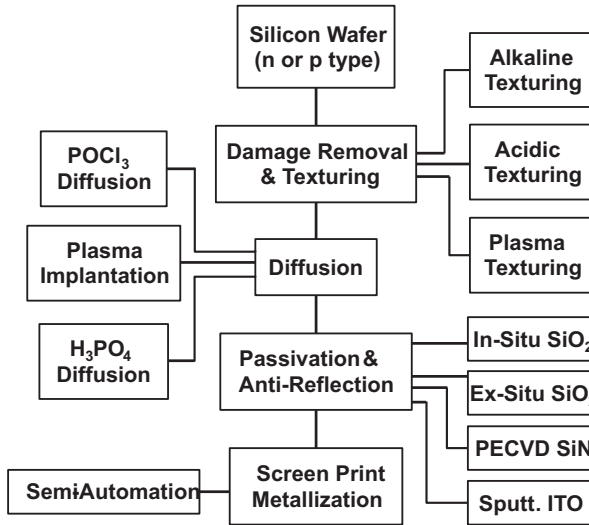 Silicon Wafer
(n or p type)
Alkaline
Texturing
Damage Removal
& Texturing
Acidic
Texturing
Plasma
Texturing
POCl₃
Diffusion
Plasma
Implantation
H₃PO₄
Diffusion
Diffusion
Passivation &
Anti-Reflection
In-Situ SiO₂
Ex-Situ SiO
PECVD SiN
Sputt. ITO
Screen Print
Metallization
Semi-Automation